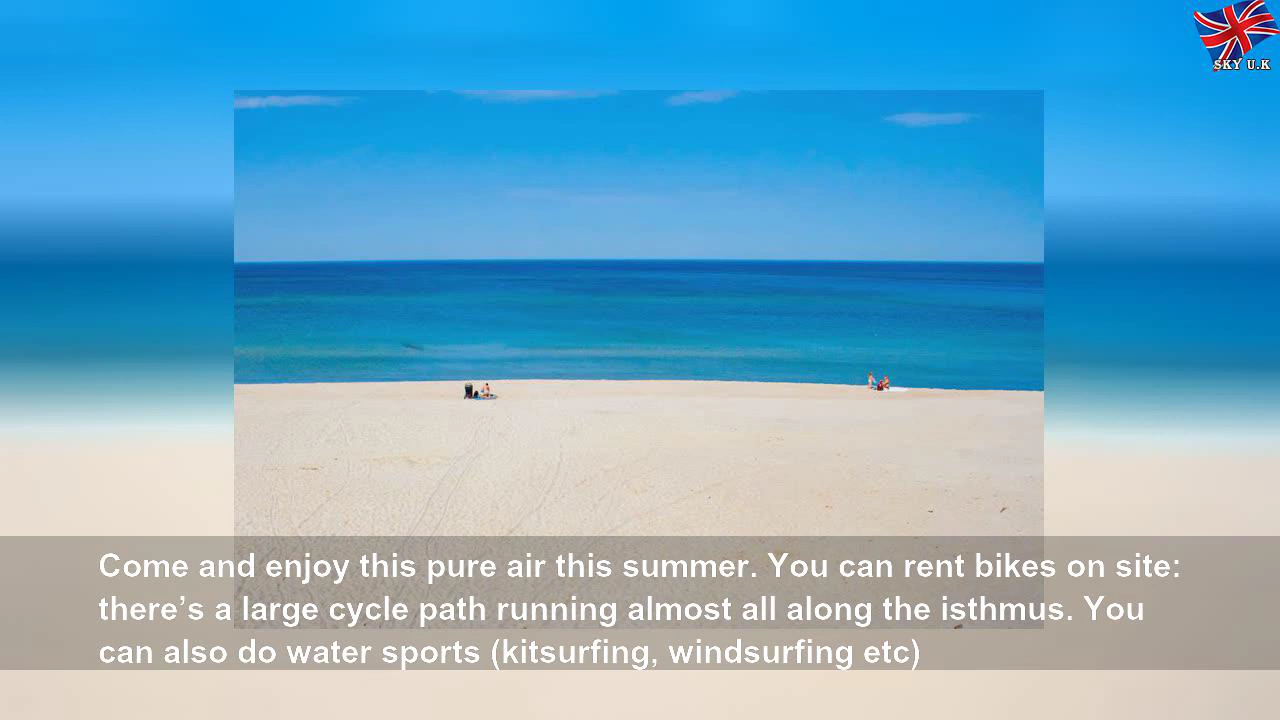 SKY U.K
Come and enjoy this pure air this summer. You can rent bikes on site:
there’s a large cycle path running almost all along the isthmus. You
can also do water sports (kitsurfing, windsurfing etc)